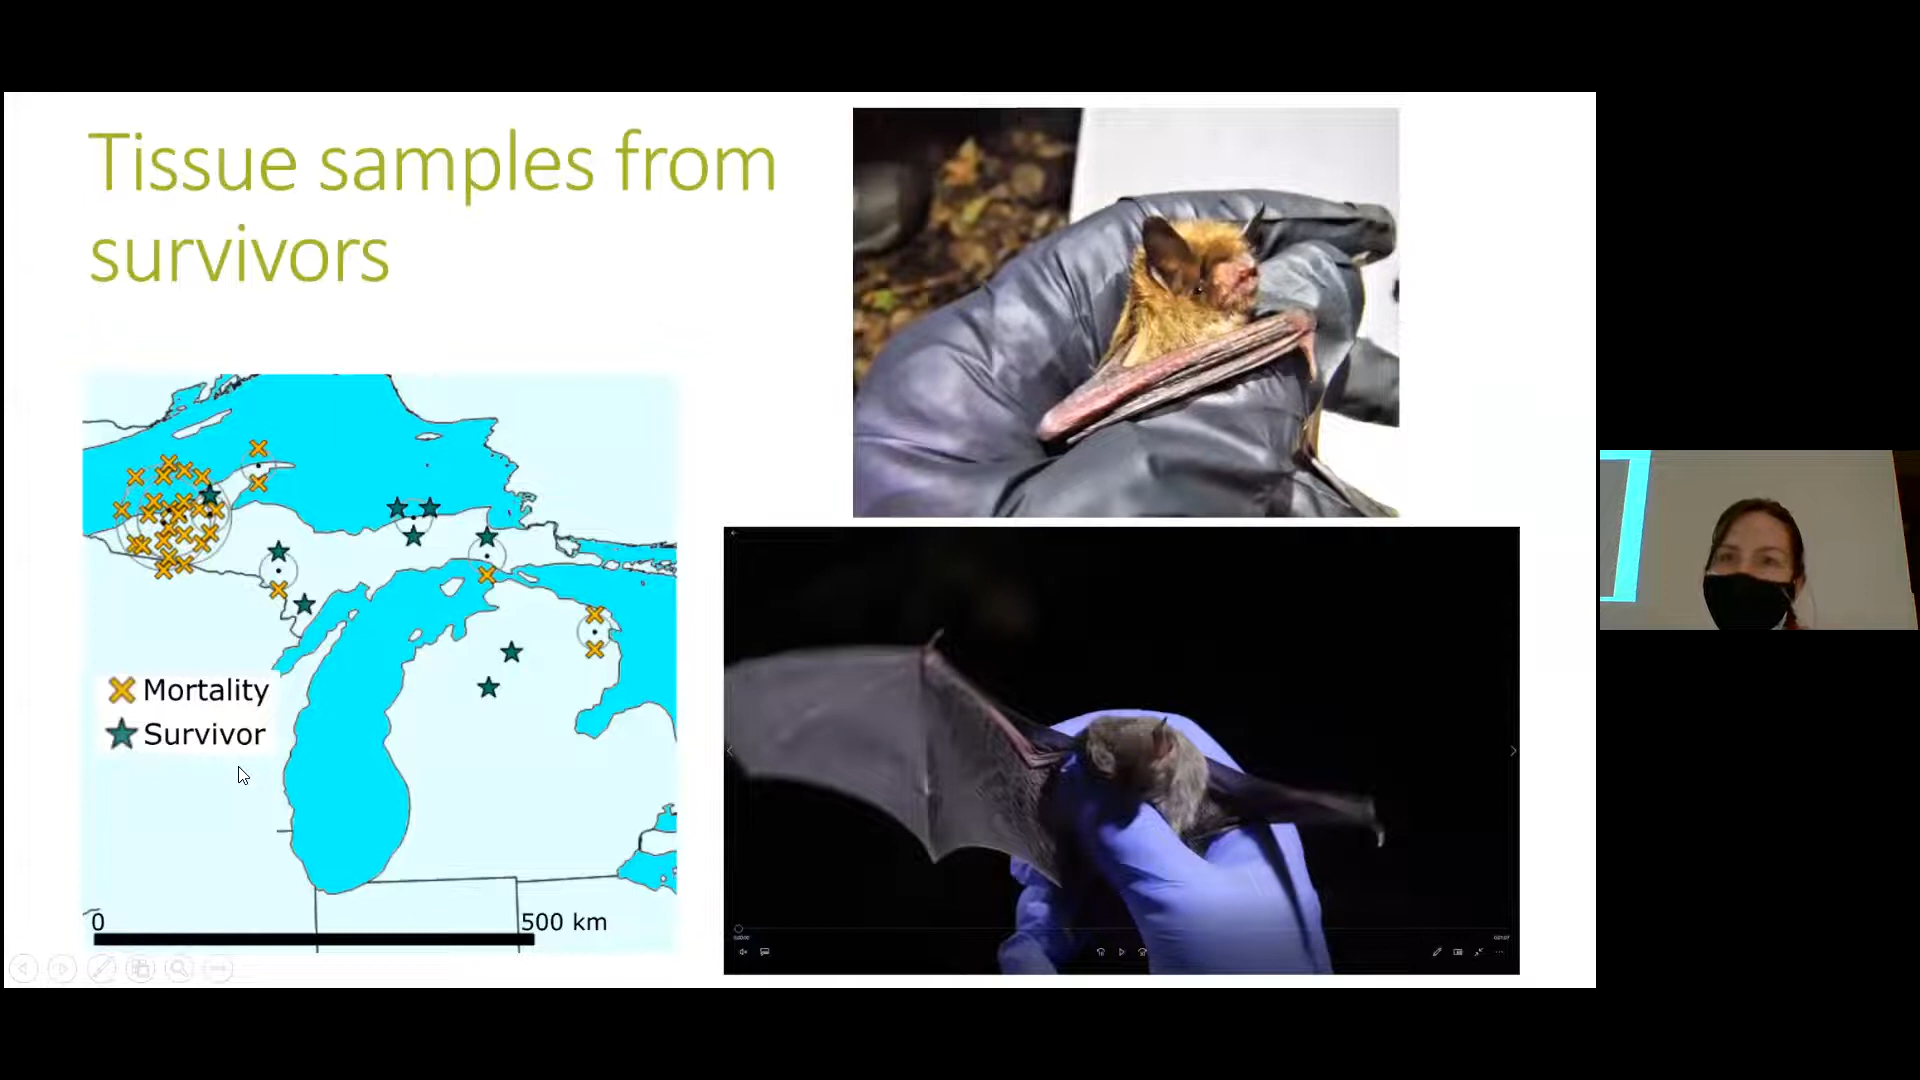 Tissue samples from
survivors
Mortality
Survivor
0
500 km